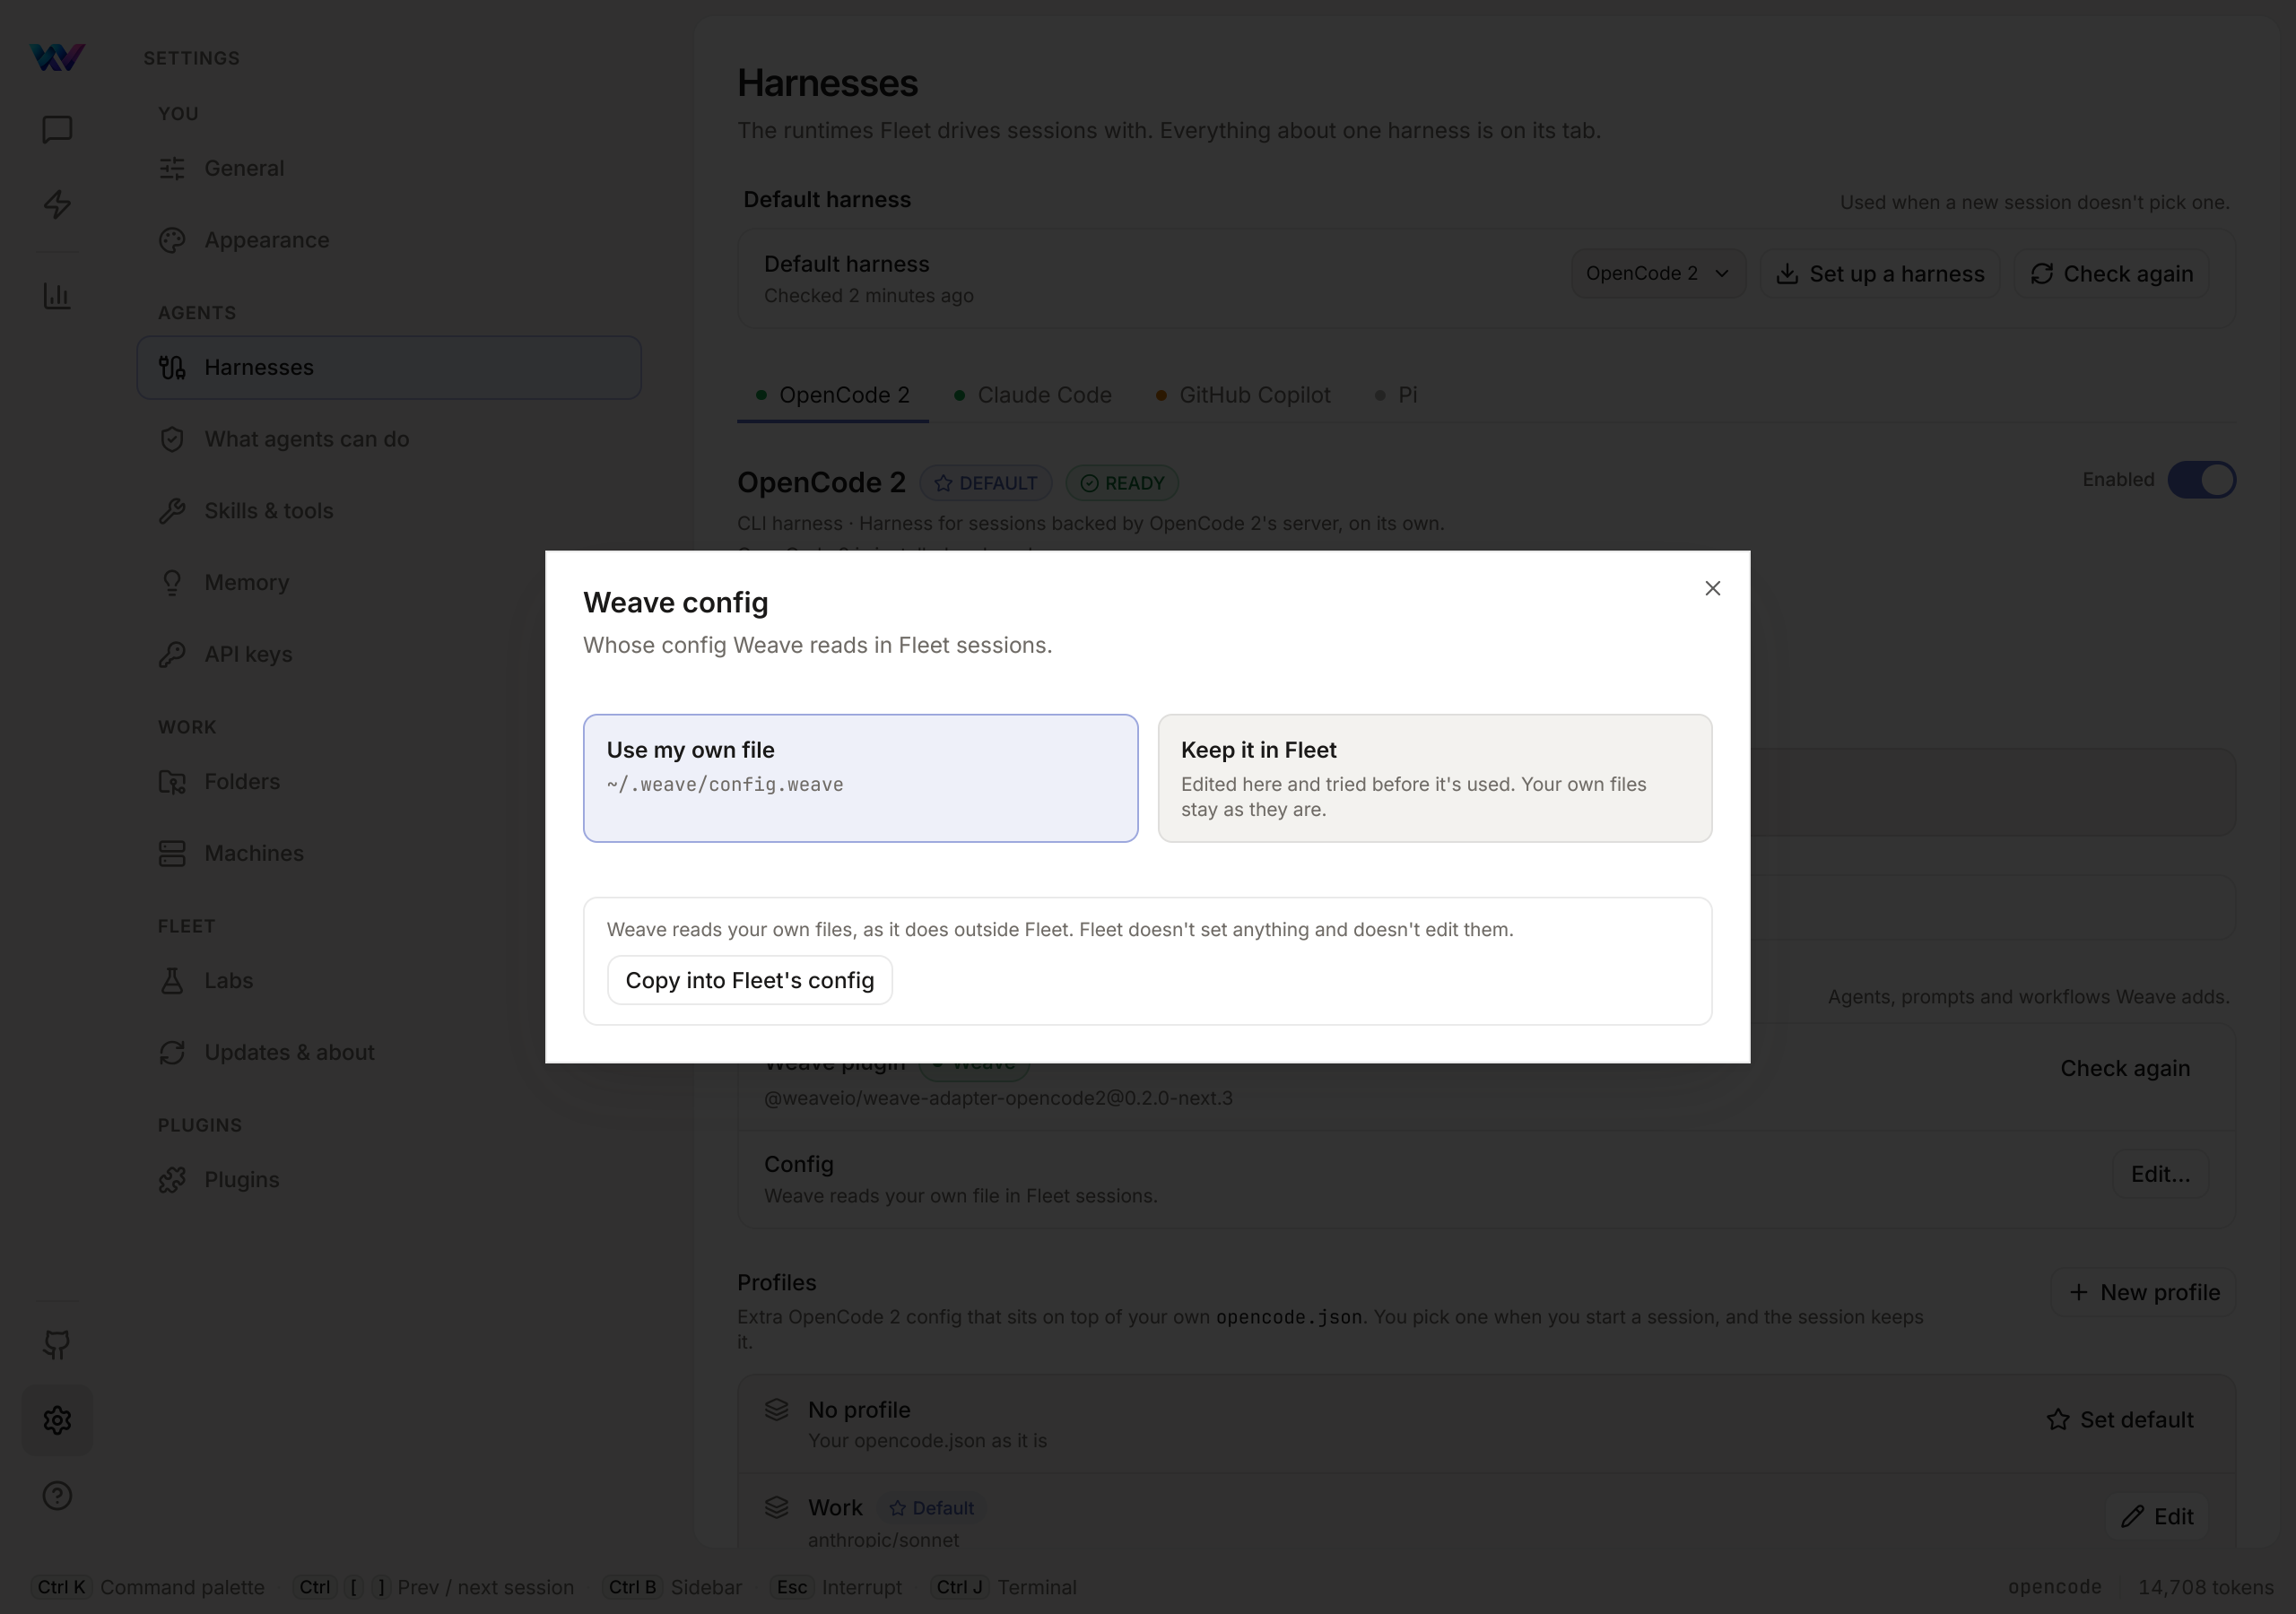 SETTINGS
YOU
General
Appearance
AGENTS
Harnesses
What agents can do
Skills & tools
Memory
API keys
WORK
Folders
Machines
FLEET
Labs
Updates & about
PLUGINS
Plugins
Harnesses
The runtimes Fleet drives sessions with. Everything about one harness is on its tab.
Default harness
Used when a new session doesn't pick one.
Default harness
Checked 2 minutes ago
OpenCode 2
Set up a harness
Check again
OpenCode 2
Claude Code
GitHub Copilot
Pi
OpenCode 2
DEFAULT
READY
Enabled
CLI harness · Harness for sessions backed by OpenCode 2's server, on its own.
Weave config
Whose config Weave reads in Fleet sessions.
Use my own file
~/.weave/config.weave
Keep it in Fleet
Edited here and tried before it's used. Your own files
stay as they are.
Weave reads your own files, as it does outside Fleet. Fleet doesn't set anything and doesn't edit them.
Copy into Fleet's config
Agents, prompts and workflows Weave adds.
Weave plugin
Weave
Check again
@weaveio/weave-adapter-opencode2@0.2.0-next.3
Config
Weave reads your own file in Fleet sessions.
Edit...
Profiles
New profile
Extra OpenCode 2 config that sits on top of your own opencode.json. You pick one when you start a session, and the session keeps
it.
No profile
Your opencode.json as it is
Set default
Work
Default
anthropic/sonnet
Edit
Ctrl K Command palette
Ctrl [ ] Prev / next session
Ctrl B Sidebar
Esc Interrupt
Ctrl J Terminal
opencode
14,708 tokens